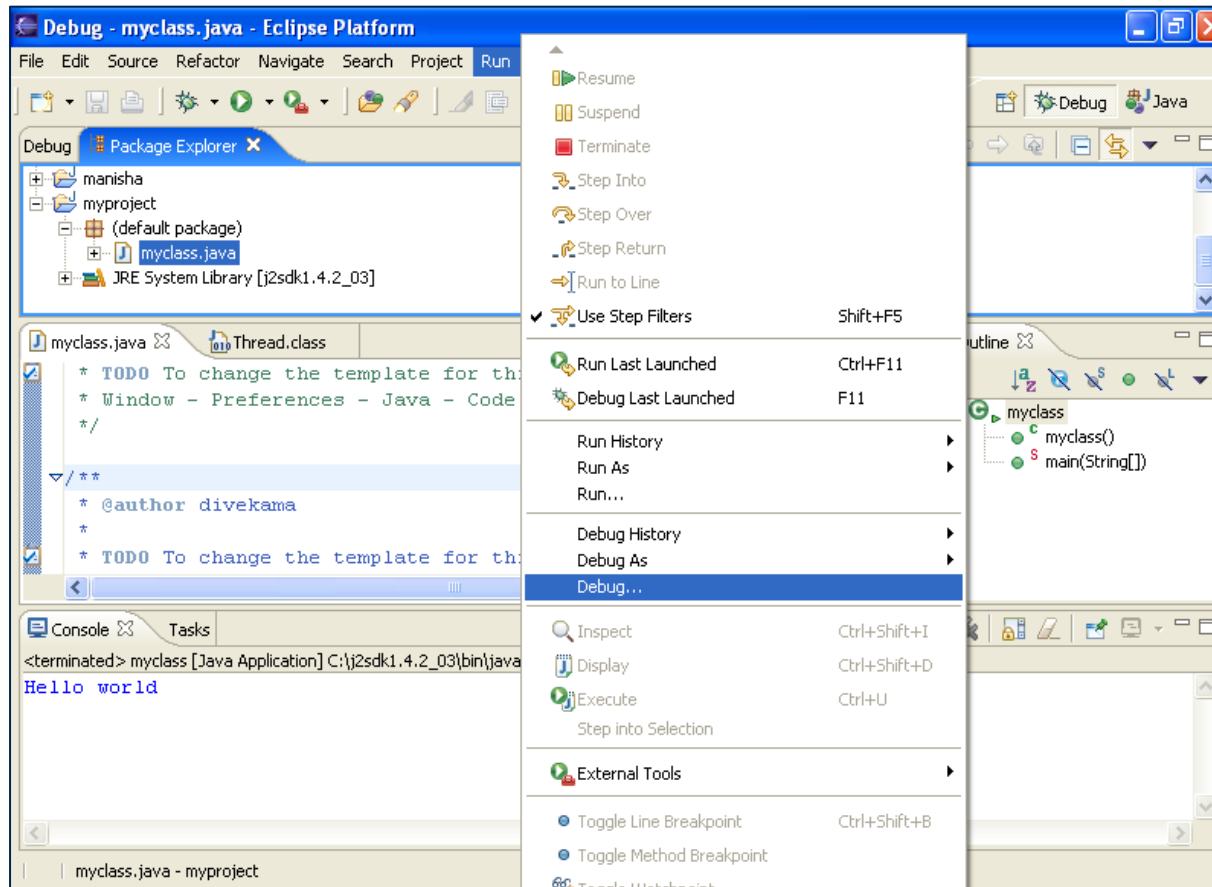 Debug - myclass.java - Eclipse Platform
File Edit Source Refactor Navigate Search Project Run
Debug Java
Debug Package Explorer
manisha
myproject
(default package)
myclass.java
JRE System Library [j2sdk1.4.2_03]
myclass.java Thread.class
* TODO To change the template for
* Window - Preferences - Java - Code
*/
/**
* @author divekama
*
* TODO To change the template for
Console Tasks
<terminated> myclass [Java Application] C:\j2sdk1.4.2_03\bin\java
Hello world
myclass.java - myproject
Resume
Suspend
Terminate
Step Into
Step Over
Step Return
Run to Line
Use Step Filters Shift+F5
Run Last Launched Ctrl+F11
Debug Last Launched F11
Run History
Run As
Run...
Debug History
Debug As
Debug...
Inspect Ctrl+Shift+I
Display Ctrl+Shift+D
Execute Ctrl+U
Step into Selection
External Tools
Toggle Line Breakpoint Ctrl+Shift+B
Toggle Method Breakpoint
utline
myclass
myclass()
main(String[])